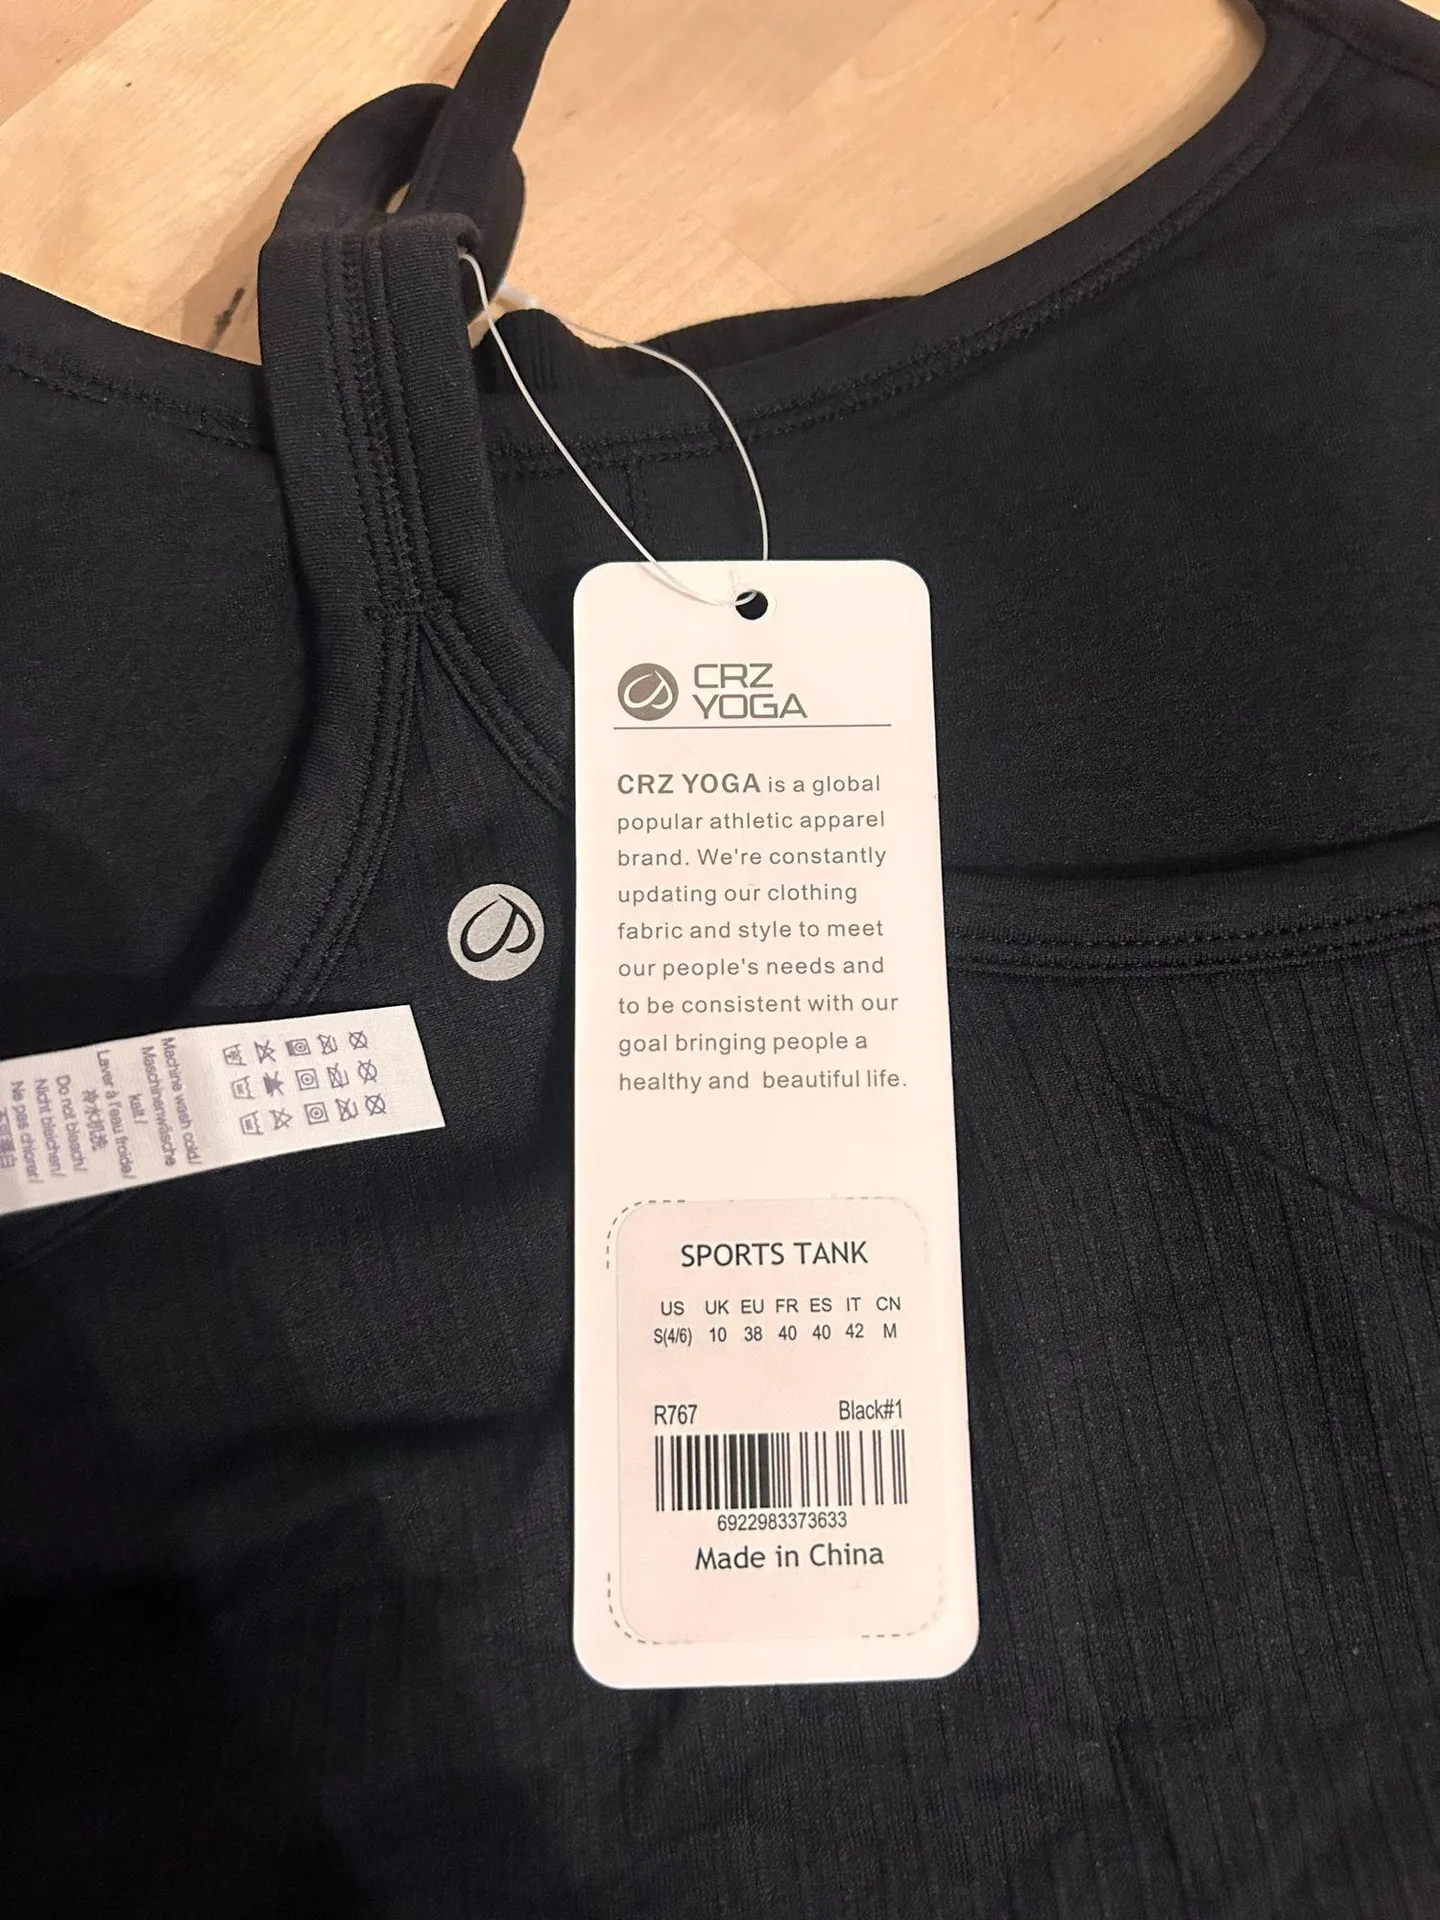 CRZ
YOGA
CRZ YOGA is a global
popular athletic apparel
brand. We're constantly
updating our clothing
fabric and style to meet
our people's needs and
to be consistent with our
goal bringing people a
healthy and beautiful life.
SPORTS TANK
US UK EU FR ES IT CN
S(4/6) 10 38 40 40 42 M
R767 Black#1
6922983373633
Made in China
Machine wash cold/
Maschinenwäsche
kalt/
Laver à l'eau froide/
冷水机洗
Do not bleach/
Nicht bleichen/
Ne pas chlorer/